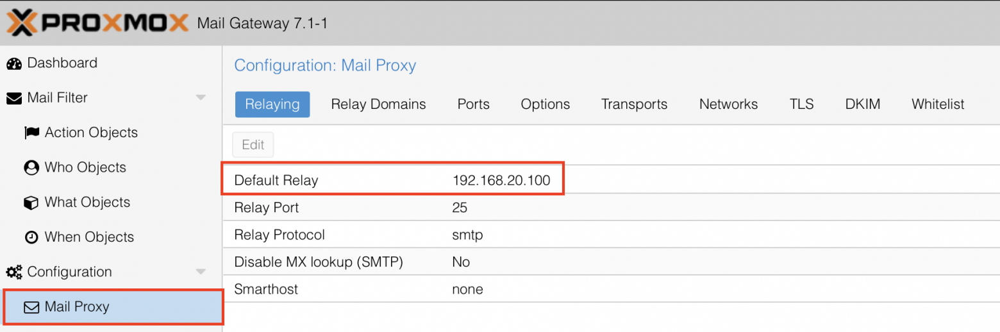 PROXMOX Mail Gateway 7.1-1
Dashboard
Mail Filter
Action Objects
Who Objects
What Objects
When Objects
Configuration
Mail Proxy
Configuration: Mail Proxy
Relaying Relay Domains Ports Options Transports Networks TLS DKIM Whitelist
Edit
Default Relay 192.168.20.100
Relay Port 25
Relay Protocol smtp
Disable MX lookup (SMTP) No
Smarthost none